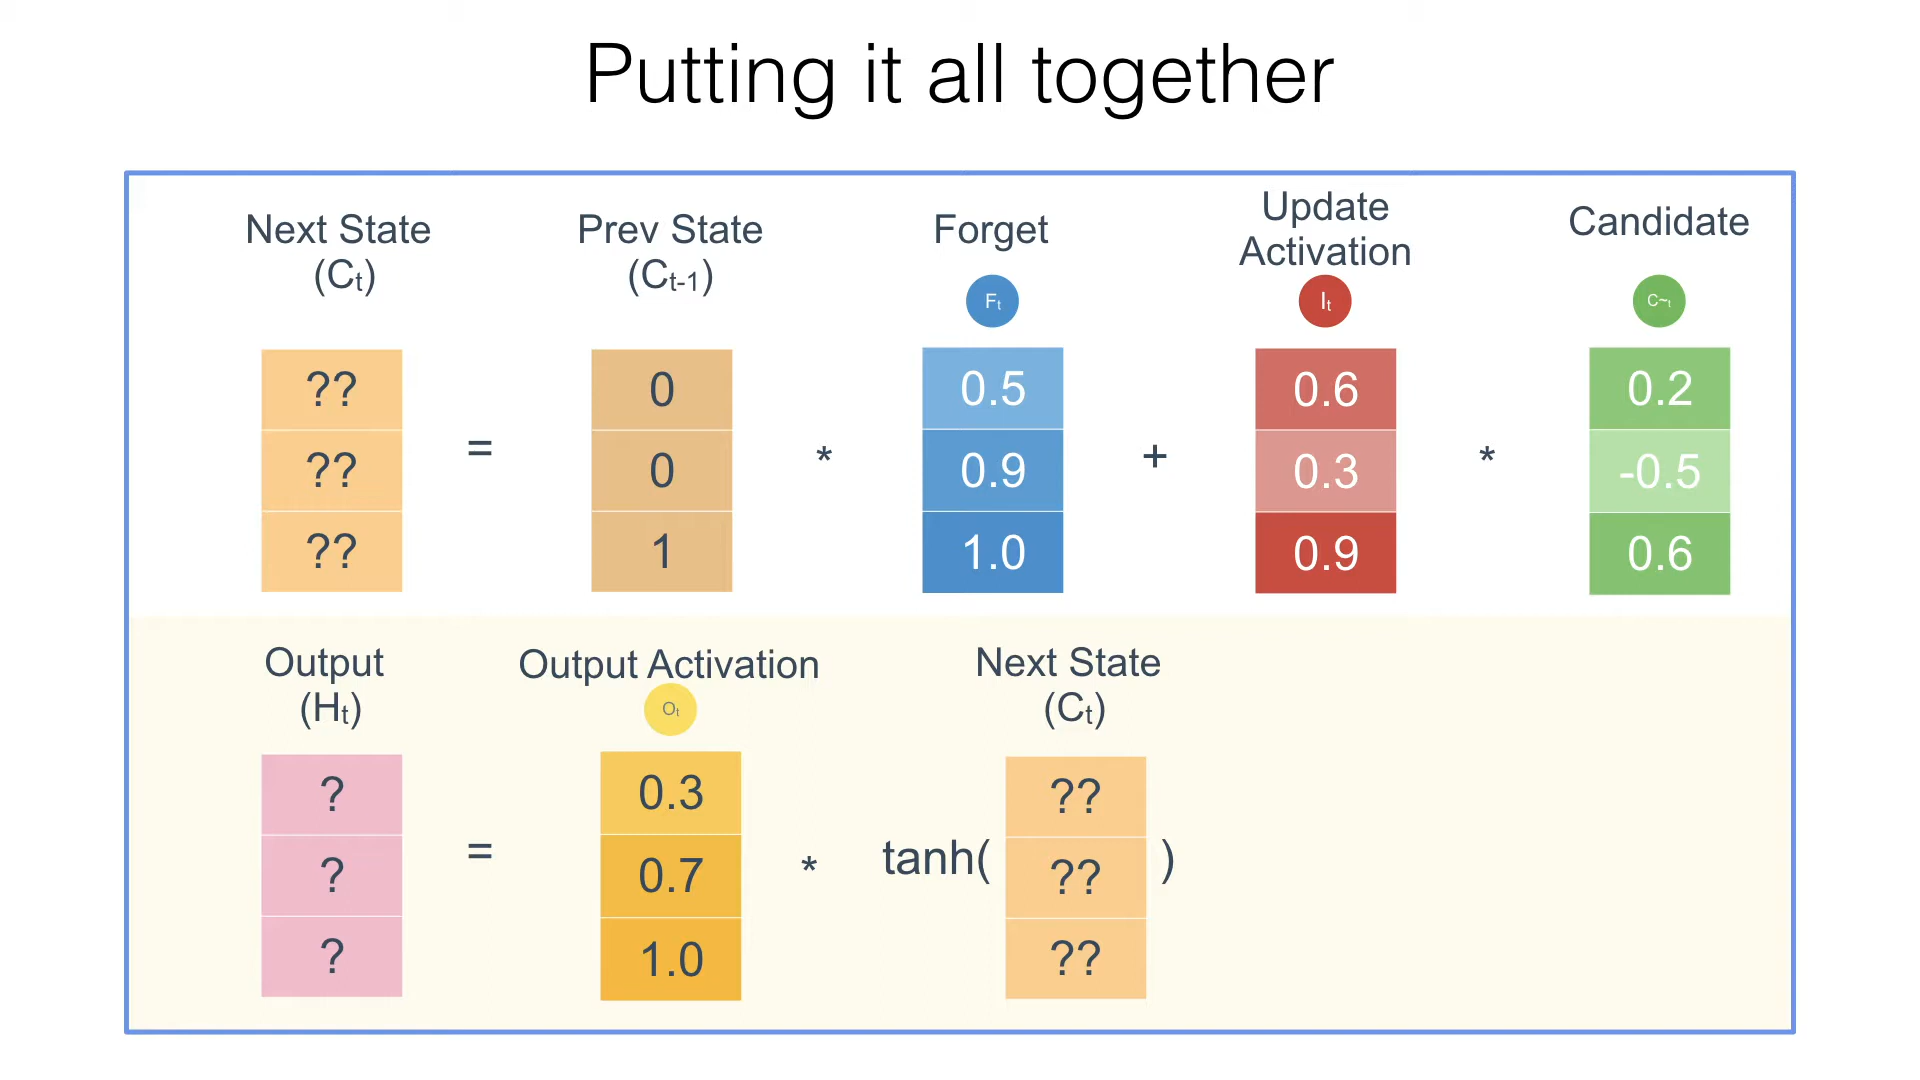 Putting it all together
Next State
(Ct)
Prev State
(Ct-1)
Forget
Ft
Update
Activation
It
Candidate
C~t
?? = 0 * 0.5 + 0.6 * 0.2
?? 0 0.9 0.3 -0.5
?? 1 1.0 0.9 0.6
Output
(Ht)
Output Activation
Ot
Next State
(Ct)
? = 0.3 * tanh( ?? )
? 0.7 ??
? 1.0 ??